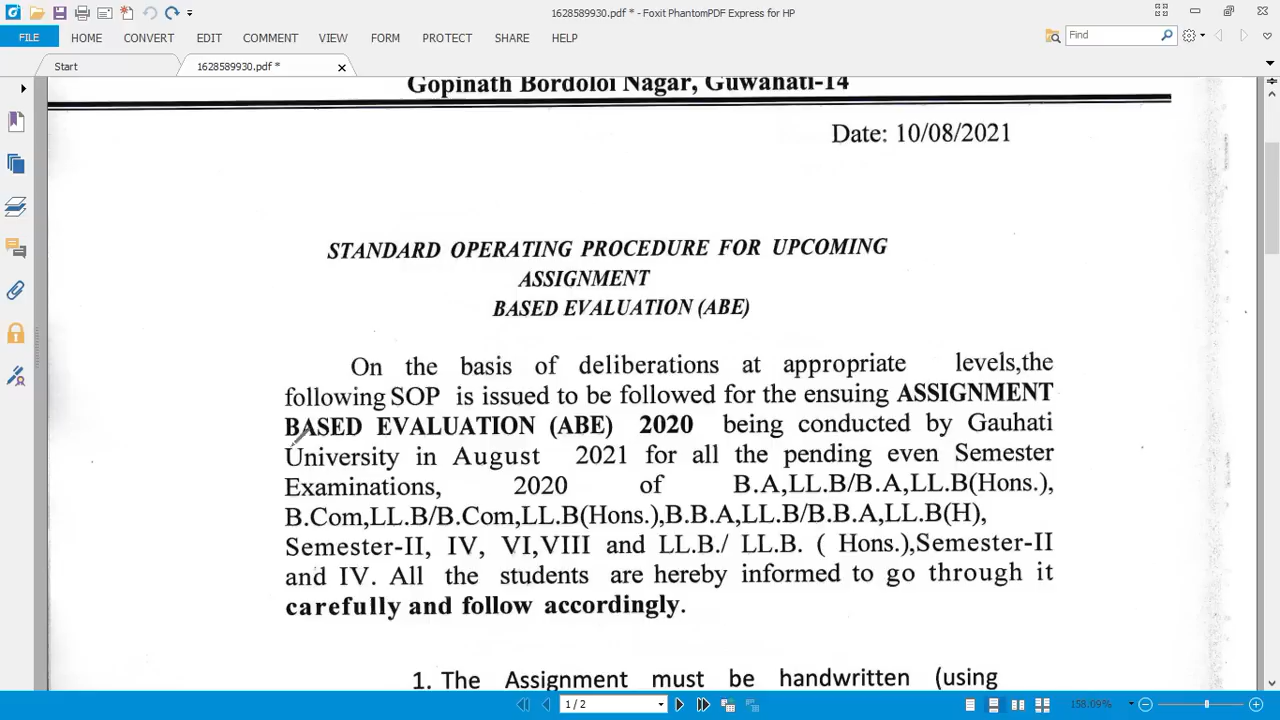 1628589930.pdf * - Foxit PhantomPDF Express for HP
FILE HOME CONVERT EDIT COMMENT VIEW FORM PROTECT SHARE HELP Find
Start 1628589930.pdf *
Gopinath Bordoloi Nagar, Guwahati-14
Date: 10/08/2021
STANDARD OPERATING PROCEDURE FOR UPCOMING
ASSIGNMENT
BASED EVALUATION (ABE)
On the basis of deliberations at appropriate levels,the
following SOP is issued to be followed for the ensuing ASSIGNMENT
BASED EVALUATION (ABE) 2020 being conducted by Gauhati
University in August 2021 for all the pending even Semester
Examinations, 2020 of B.A,LL.B/B.A,LL.B(Hons.),
B.Com,LL.B/B.Com,LL.B(Hons.),B.B.A,LL.B/B.B.A,LL.B(H),
Semester-II, IV, VI,VIII and LL.B./ LL.B. ( Hons.),Semester-II
and IV. All the students are hereby informed to go through it
carefully and follow accordingly.
1. The Assignment must be handwritten (using
1 / 2 158.09%